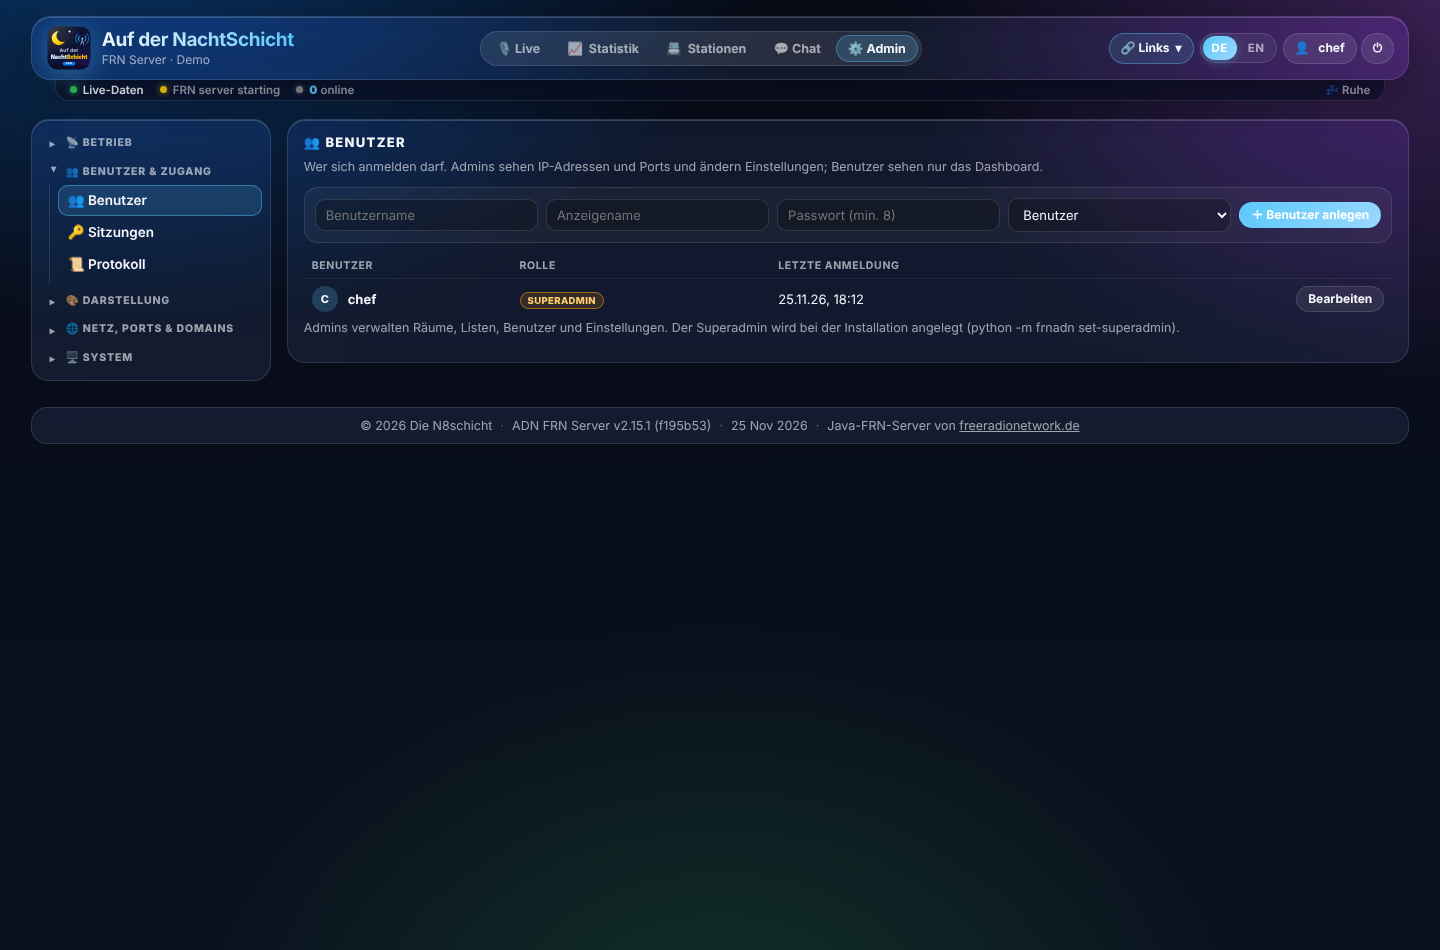 Auf der
NachtSchicht
Auf der NachtSchicht
FRN Server · Demo
Live
Statistik
Stationen
Chat
Admin
Links ▾
DE
EN
chef
Live-Daten
FRN server starting
0 online
Ruhe
BETRIEB
BENUTZER & ZUGANG
Benutzer
Sitzungen
Protokoll
DARSTELLUNG
NETZ, PORTS & DOMAINS
SYSTEM
BENUTZER
Wer sich anmelden darf. Admins sehen IP-Adressen und Ports und ändern Einstellungen; Benutzer sehen nur das Dashboard.
Benutzername
Anzeigename
Passwort (min. 8)
Benutzer
+ Benutzer anlegen
BENUTZER
ROLLE
LETZTE ANMELDUNG
C
chef
SUPERADMIN
25.11.26, 18:12
Bearbeiten
Admins verwalten Räume, Listen, Benutzer und Einstellungen. Der Superadmin wird bei der Installation angelegt (python -m frnadn set-superadmin).
© 2026 Die N8schicht · ADN FRN Server v2.15.1 (f195b53) · 25 Nov 2026 · Java-FRN-Server von freeradionetwork.de